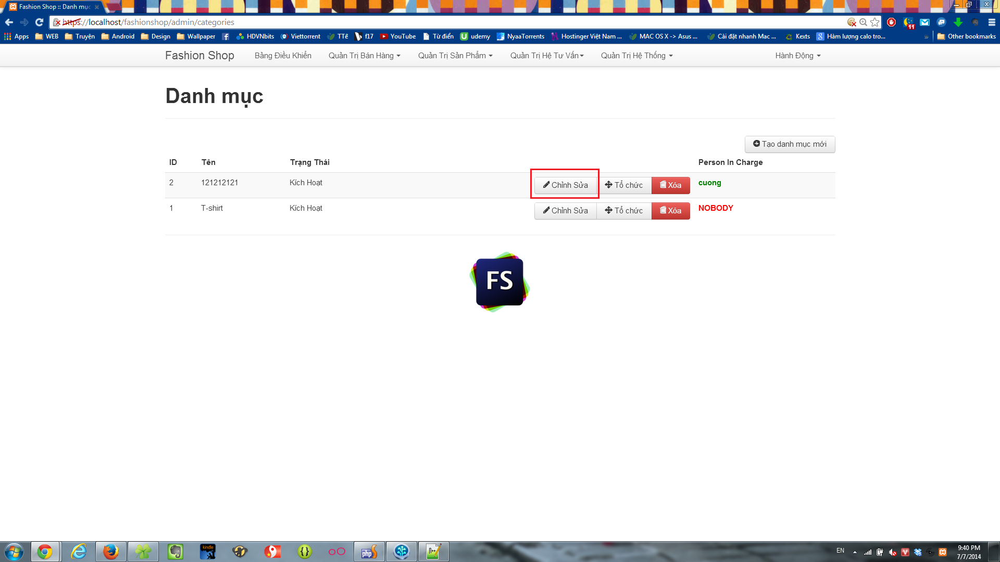 Fashion Shop :: Danh mục
https://localhost/fashionshop/admin/categories
11
Apps WEB Truyện Android Design Wallpaper HDVNbits Viettorrent TTê f17 YouTube Từ điển udemy NyaaTorrents Hostinger Việt Nam ... MAC OS X -> Asus ... Cài đặt nhanh Mac ... Kexts Hàm lượng calo tro... » Other bookmarks
Fashion Shop Bảng Điều Khiển Quản Trị Bán Hàng Quản Trị Sản Phẩm Quản Trị Hệ Tư Vấn Quản Trị Hệ Thống Hành Động
Danh mục
Tạo danh mục mới
ID Tên Trạng Thái Person In Charge
2 121212121 Kích Hoạt Chỉnh Sửa Tổ chức Xóa cuong
1 T-shirt Kích Hoạt Chỉnh Sửa Tổ chức Xóa NOBODY
FS
kindle
php
n++
EN
9:40 PM
7/7/2014